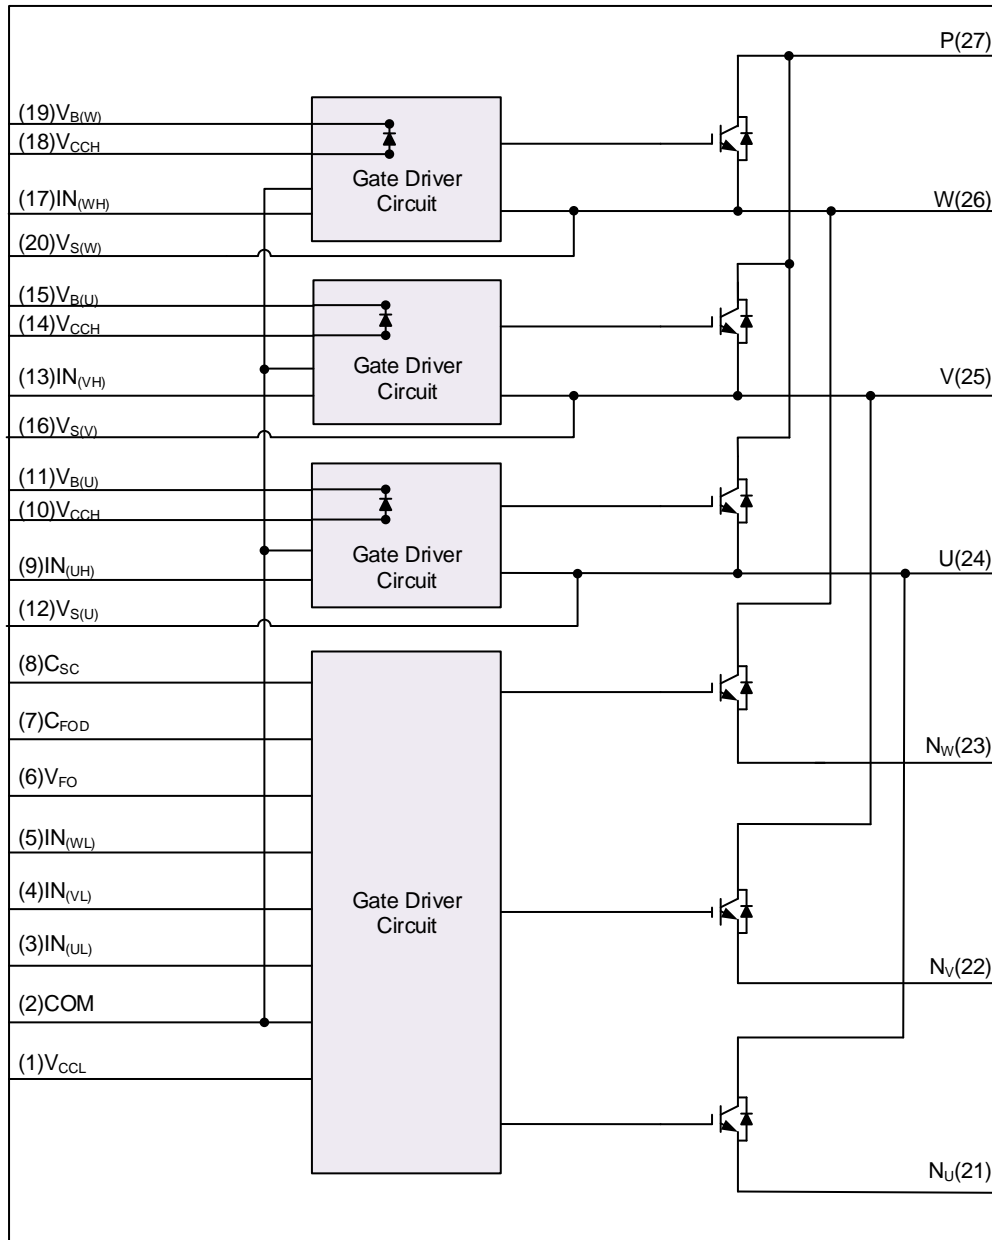 P(27)
(19)VB(W)
(18)VCCH
Gate Driver
Circuit
(17)IN(WH)
W(26)
(20)VS(W)
(15)VB(U)
(14)VCCH
Gate Driver
Circuit
(13)IN(VH)
V(25)
(16)VS(V)
(11)VB(U)
(10)VCCH
Gate Driver
Circuit
(9)IN(UH)
U(24)
(12)VS(U)
(8)CSC
(7)CFOD
NW(23)
(6)VFO
(5)IN(WL)
(4)IN(VL)
Gate Driver
Circuit
(3)IN(UL)
NV(22)
(2)COM
(1)VCCL
NU(21)